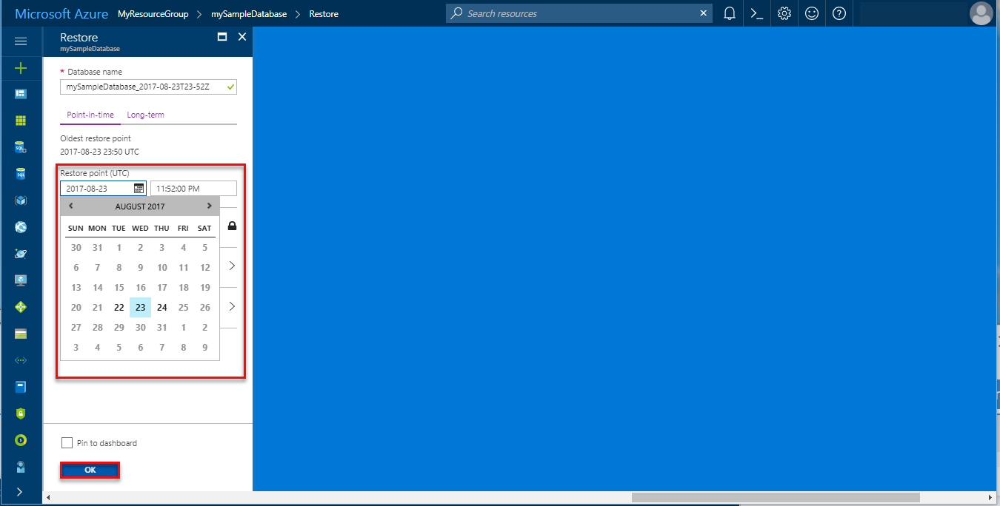 Microsoft Azure MyResourceGroup > mySampleDatabase > Restore
Search resources
Restore
mySampleDatabase
* Database name
mySampleDatabase_2017-08-23T23-52Z
Point-in-time Long-term
Oldest restore point
2017-08-23 23:50 UTC
Restore point (UTC)
2017-08-23 11:52:00 PM
AUGUST 2017
SUN MON TUE WED THU FRI SAT
30 31 1 2 3 4 5
6 7 8 9 10 11 12
13 14 15 16 17 18 19
20 21 22 23 24 25 26
27 28 29 30 31 1 2
3 4 5 6 7 8 9
Pin to dashboard
OK